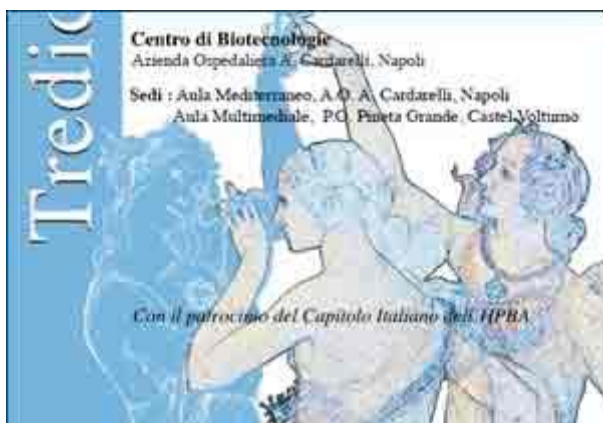 Tredic
Centro di Biotecnologie
Azienda Ospedaliera A. Cardarelli, Napoli
Sedi : Aula Mediterraneo, A.O. A. Cardarelli, Napoli
Aula Multimediale, P.O. Pineta Grande, Castel Volturno
Con il patrocinio del Capitolo Italiano dell' HPBA